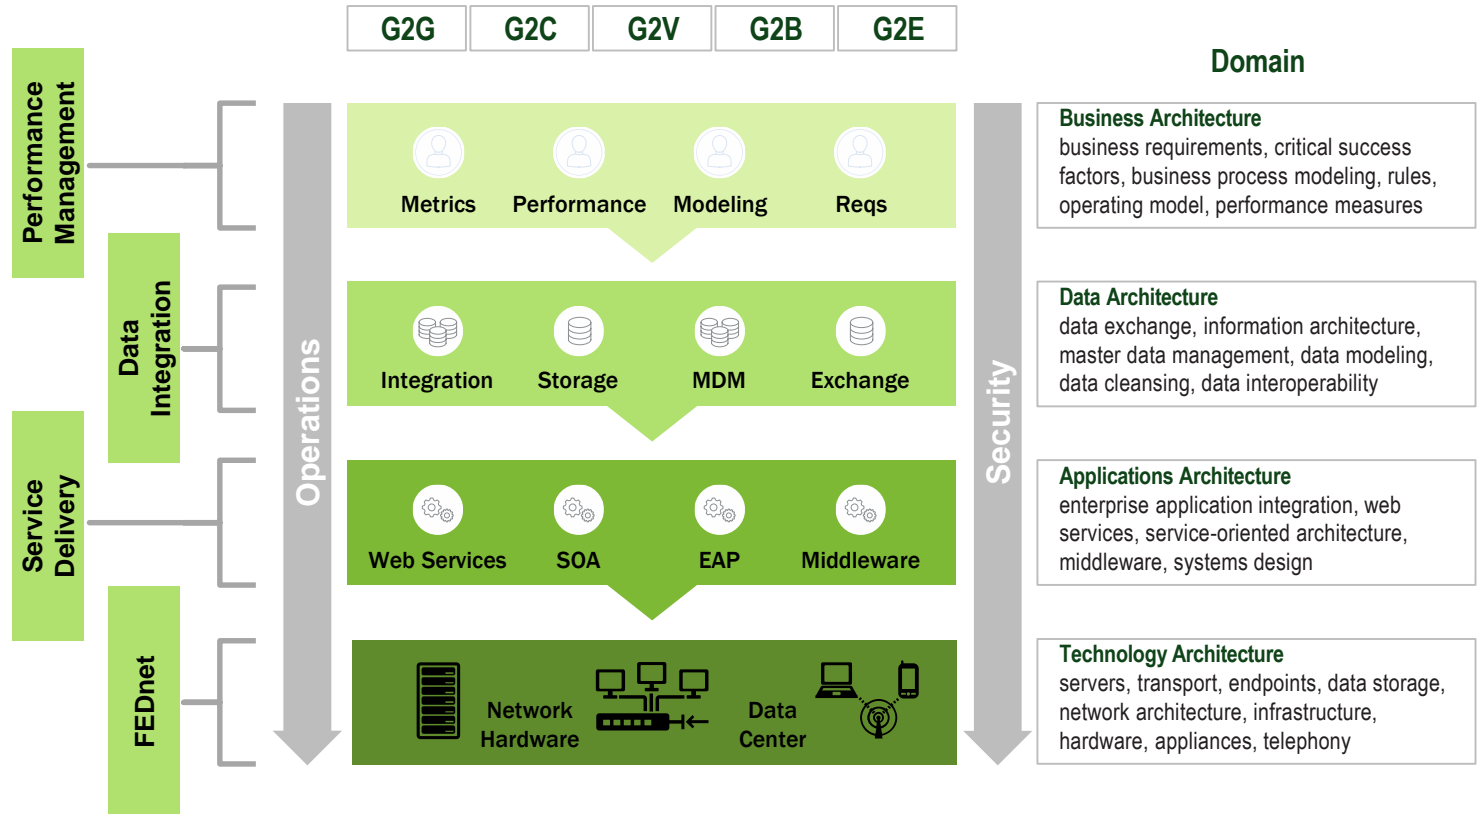 G2G
G2C
G2V
G2B
G2E
Domain
Performance
Management
Data
Integration
Service
Delivery
FEDnet
Operations
Security
Metrics
Performance
Modeling
Reqs
Business Architecture
business requirements, critical success
factors, business process modeling, rules,
operating model, performance measures
Integration
Storage
MDM
Exchange
Data Architecture
data exchange, information architecture,
master data management, data modeling,
data cleansing, data interoperability
Web Services
SOA
EAP
Middleware
Applications Architecture
enterprise application integration, web
services, service-oriented architecture,
middleware, systems design
Network
Hardware
Data
Center
Technology Architecture
servers, transport, endpoints, data storage,
network architecture, infrastructure,
hardware, appliances, telephony